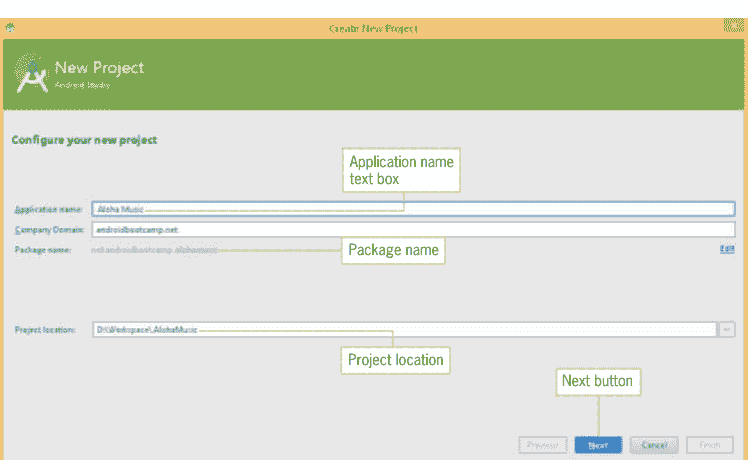 Create New Project
New Project
Android Studio
Configure your new project
Application name
text box
Application name: Aloha Music
Company Domain: androidbootcamp.net
Package name: net.androidbootcamp.alohamusic
Package name
Edit
Project location: D:\Workspace\AlohaMusic
Project location
Next button
Previous Next Cancel Finish